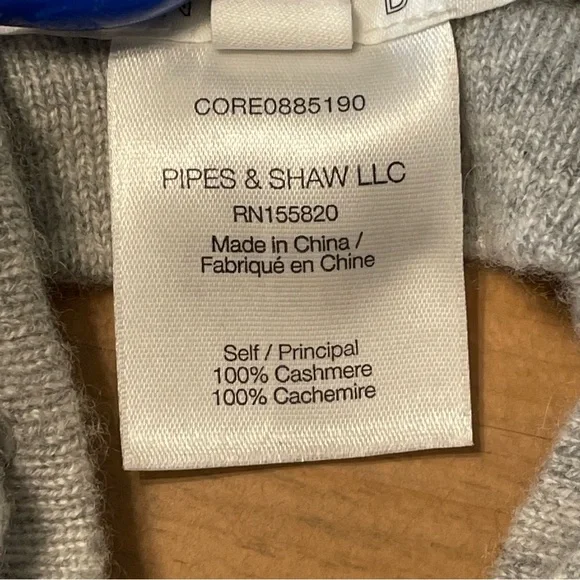 CORE0885190
PIPES & SHAW LLC
RN155820
Made in China /
Fabriqué en Chine
Self / Principal
100% Cashmere
100% Cachemire